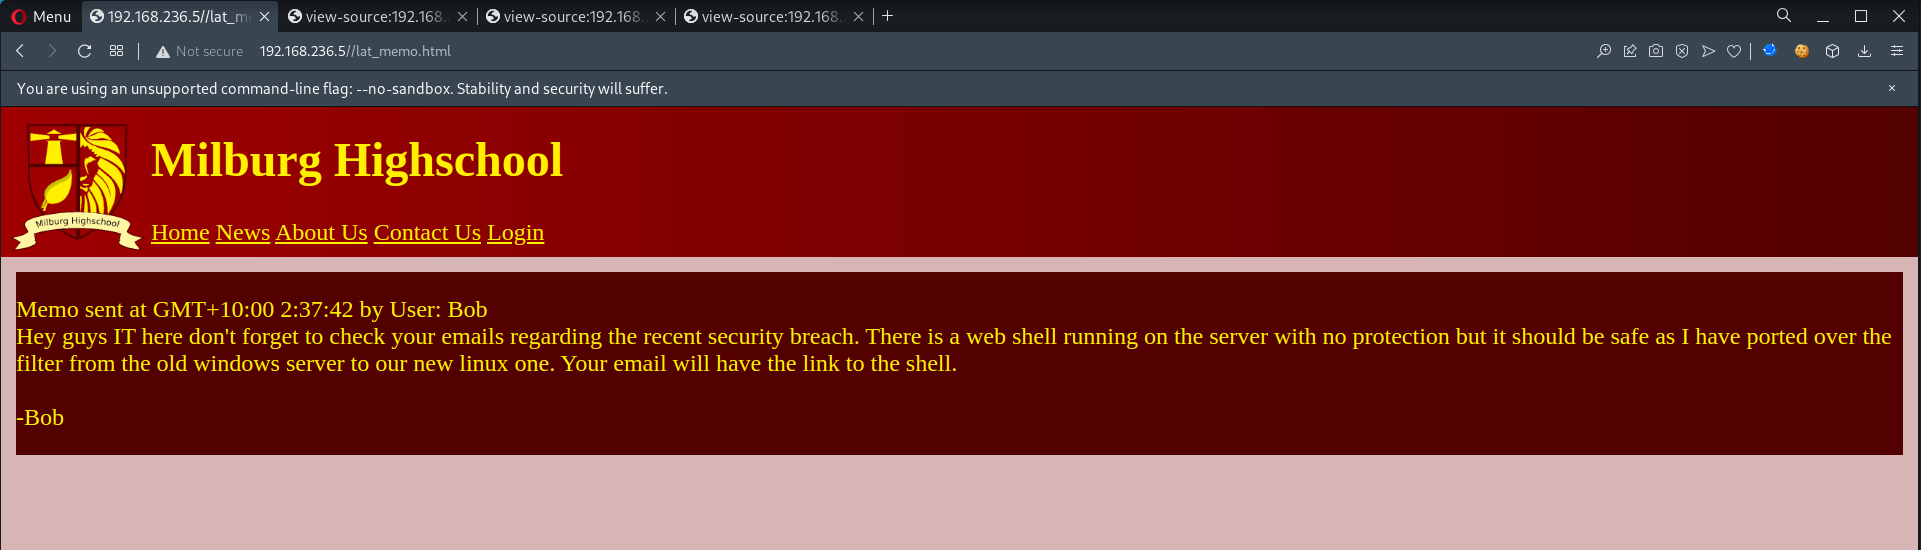 Menu
192.168.236.5//lat_m
view-source:192.168.
view-source:192.168.
view-source:192.168.
Not secure 192.168.236.5//lat_memo.html
You are using an unsupported command-line flag: --no-sandbox. Stability and security will suffer.
Milburg Highschool
Milburg Highschool
Home News About Us Contact Us Login
Memo sent at GMT+10:00 2:37:42 by User: Bob
Hey guys IT here don't forget to check your emails regarding the recent security breach. There is a web shell running on the server with no protection but it should be safe as I have ported over the
filter from the old windows server to our new linux one. Your email will have the link to the shell.
-Bob